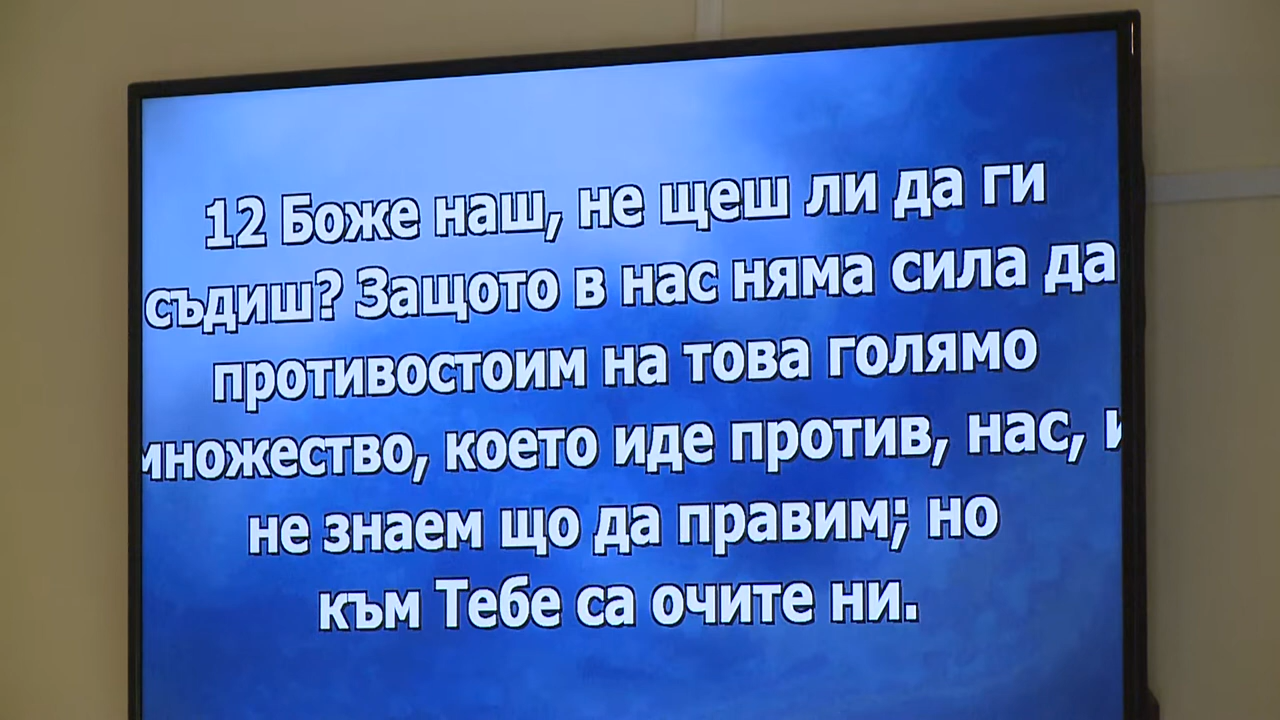 12 Боже наш, не щеш ли да ги
съдиш? Защото в нас няма сила да
противостоим на това голямо
множество, което иде против, нас, и
не знаем що да правим; но
към Тебе са очите ни.